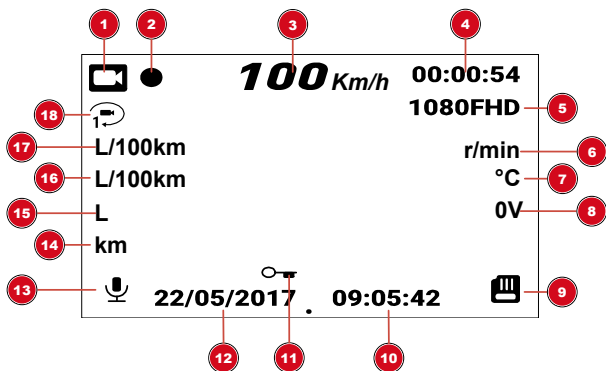 1 2 3 4
100 Km/h 00:00:54
1080FHD 5
18 1
17 L/100km r/min 6
16 L/100km °C 7
15 L 0V 8
14 km
13 22/05/2017 . 09:05:42 9
12 11 10